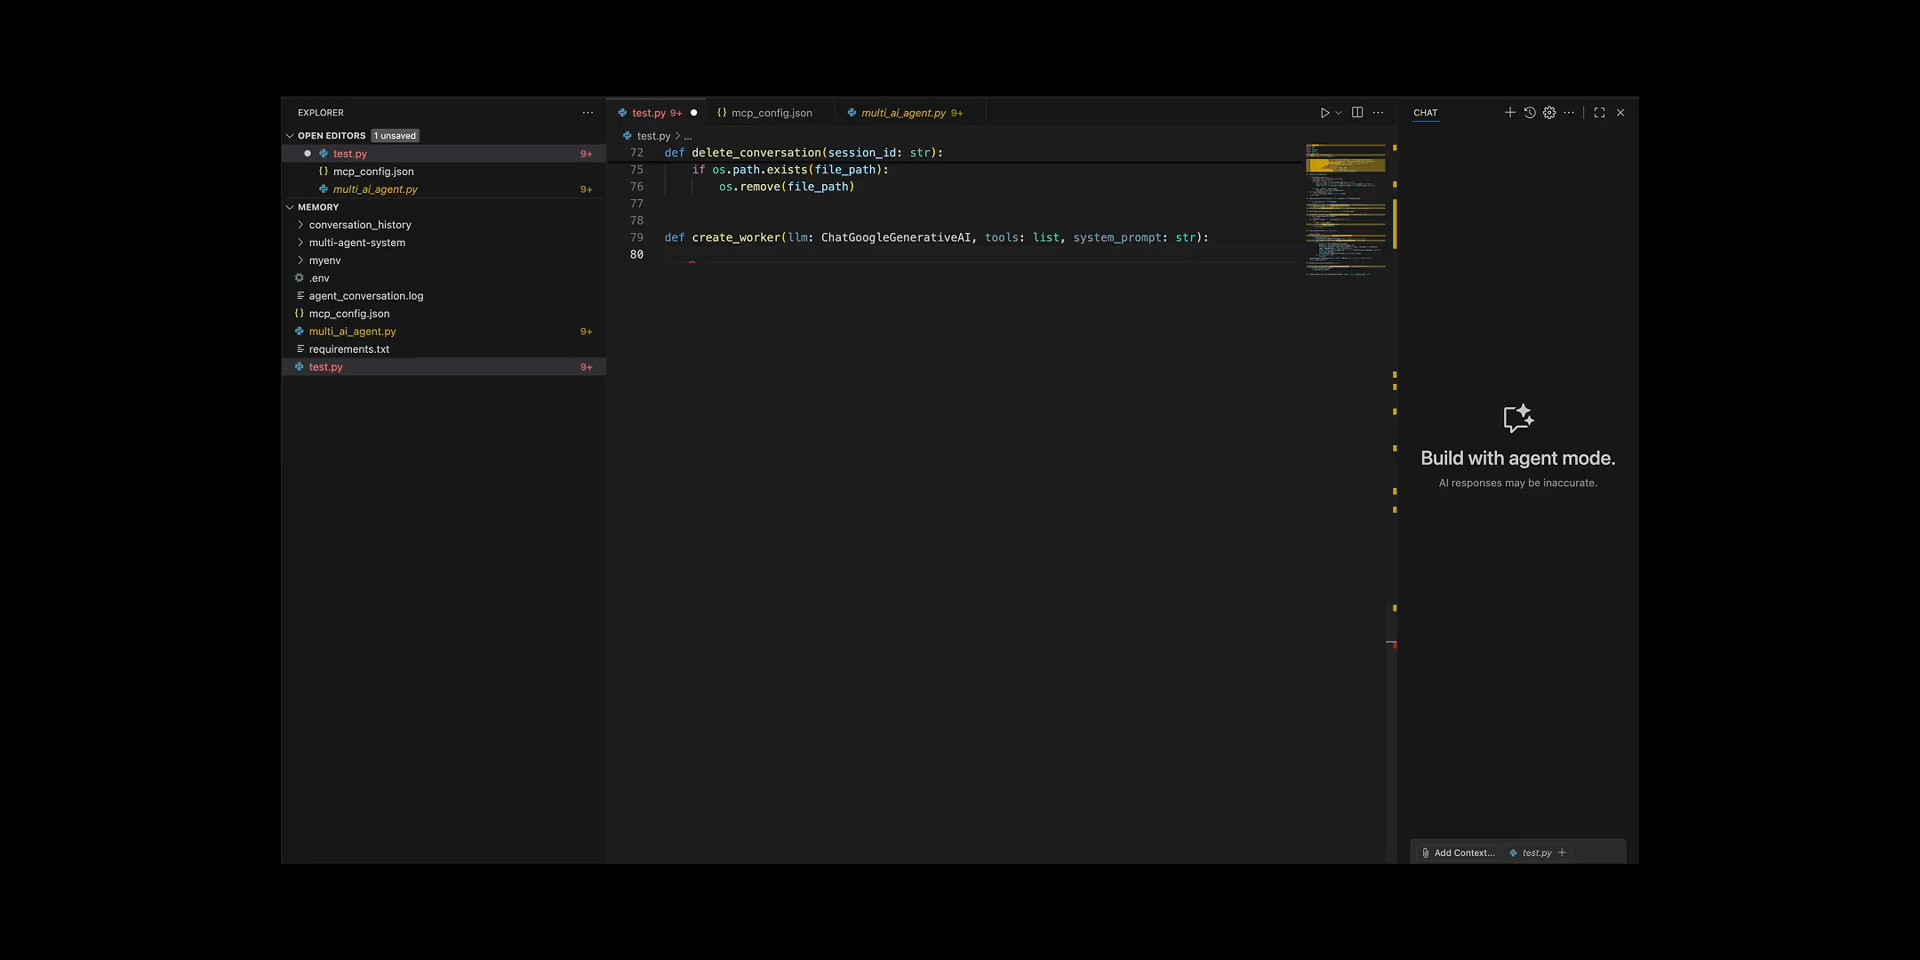 EXPLORER
OPEN EDITORS 1 unsaved
test.py 9+
mcp_config.json
multi_ai_agent.py 9+
MEMORY
conversation_history
multi-agent-system
myenv
.env
agent_conversation.log
mcp_config.json
multi_ai_agent.py 9+
requirements.txt
test.py 9+
test.py 9+ mcp_config.json multi_ai_agent.py 9+
test.py > ...
72 def delete_conversation(session_id: str):
75 if os.path.exists(file_path):
76 os.remove(file_path)
77
78
79 def create_worker(llm: ChatGoogleGenerativeAI, tools: list, system_prompt: str):
80
CHAT
Build with agent mode.
AI responses may be inaccurate.
Add Context... test.py